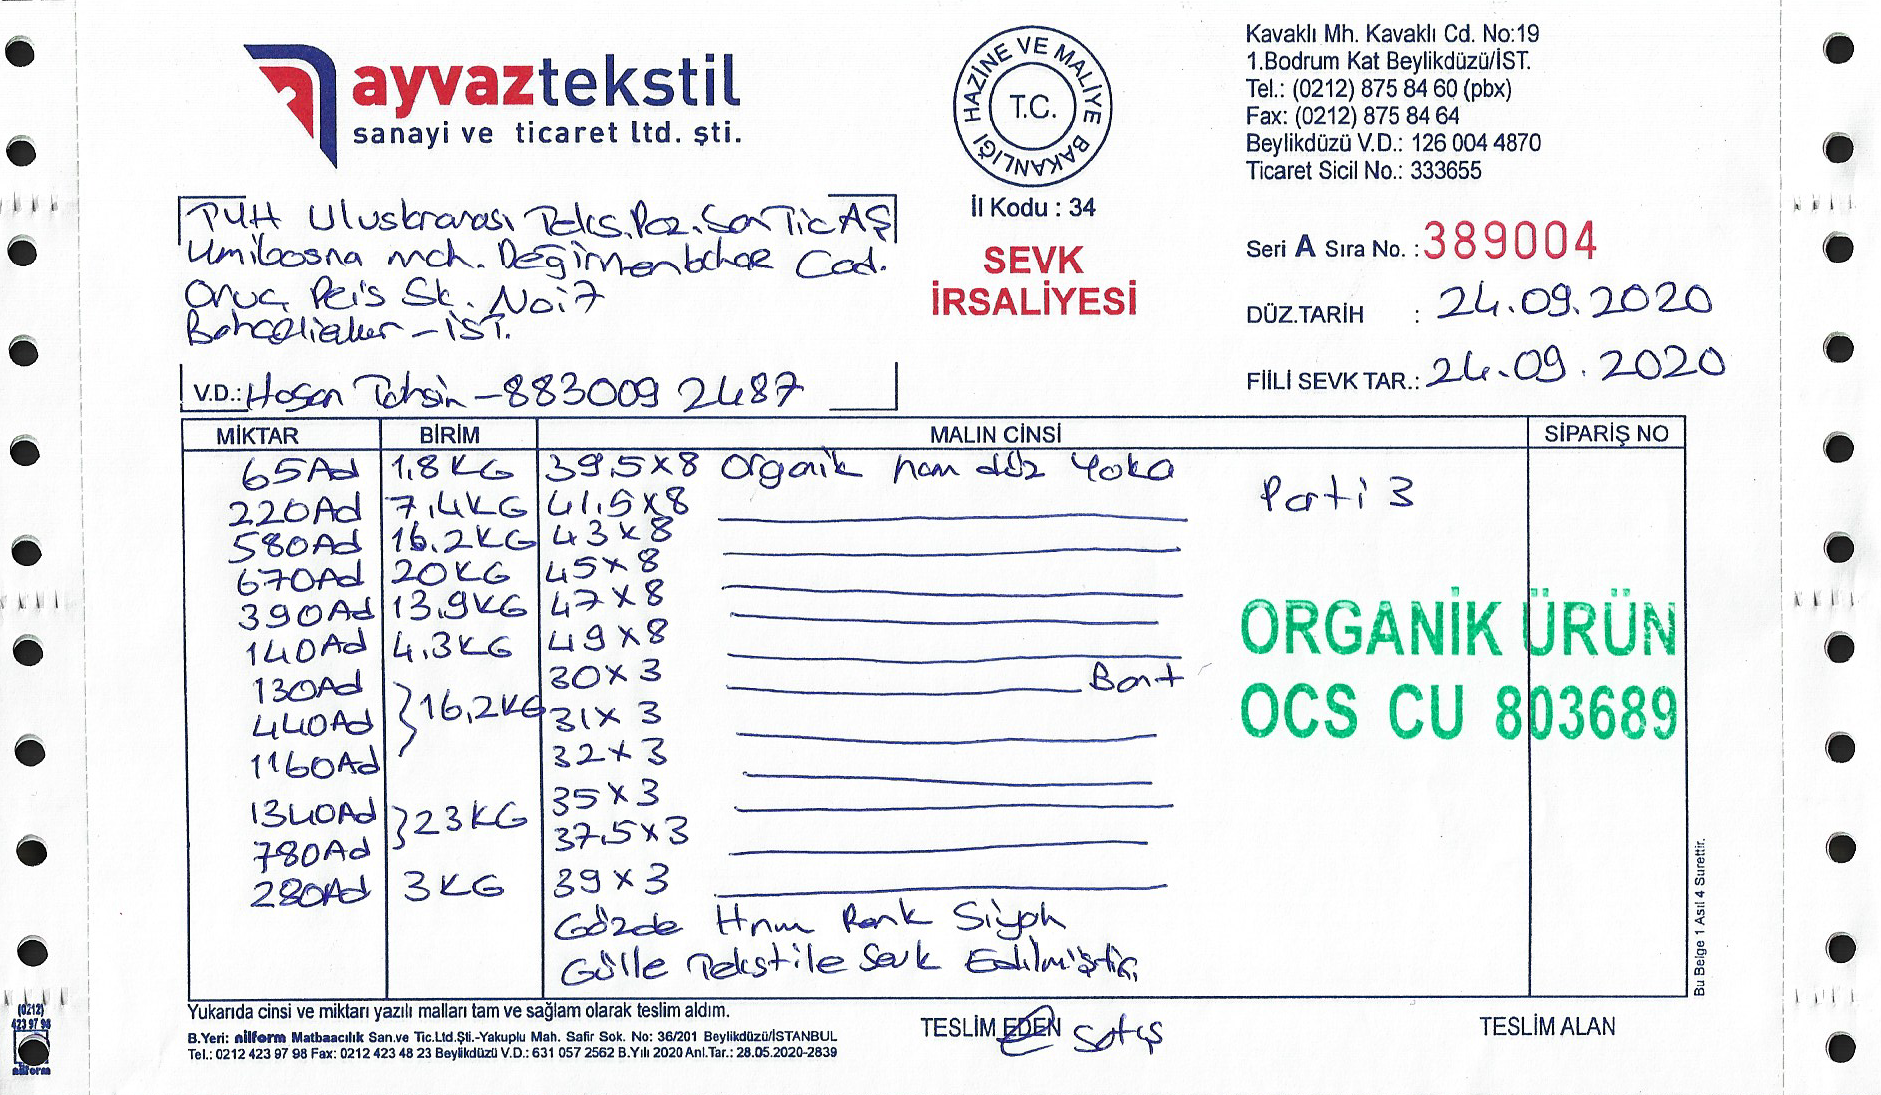 ayvaztekstil
sanayi ve ticaret ltd. şti.
HAZİNE VE MALİYE BAKANLIĞI
T.C.
İl Kodu : 34
SEVK
İRSALİYESİ
Kavaklı Mh. Kavaklı Cd. No:19
1.Bodrum Kat Beylikdüzü/İST.
Tel.: (0212) 875 84 60 (pbx)
Fax: (0212) 875 84 64
Beylikdüzü V.D.: 126 004 4870
Ticaret Sicil No.: 333655
Seri A Sıra No. : 389004
DÜZ.TARİH : 24.09.2020
FİİLİ SEVK TAR.: 24.09.2020
Uluslararası Teks. Paz. San Tic AŞ
Cad.
Oruç Reis Sk. No:7
Bahçelievler - İST.
V.D.: Hasan Tahsin - 883009 2487
MİKTAR BİRİM MALIN CİNSİ SİPARİŞ NO
65Ad 1,8KG 39,5x8 Organik ham düz Yaka Parti 3
220Ad 7,4KG 41,5x8
580Ad 16,2KG 43x8
670Ad 20KG 45x8
390Ad 13,9KG 47x8
140Ad 4,3KG 49x8
130Ad 30x3 Bant
440Ad 16,2KG 31x3
1160Ad 32x3
1340Ad 23KG 35x3
780Ad 37,5x3
280Ad 3KG 39x3
Gözde Hnm Renk Siyah
Gülle Tekstile Sevk Edilmiştir.
ORGANİK ÜRÜN
OCS CU 803689
Bu Belge 1 Asıl 4 Surettir.
Yukarıda cinsi ve miktarı yazılı malları tam ve sağlam olarak teslim aldım.
B.Yeri: nilform Matbaacılık San.ve Tic.Ltd.Şti.-Yakuplu Mah. Safir Sok. No: 36/201 Beylikdüzü/İSTANBUL
Tel.: 0212 423 97 98 Fax: 0212 423 48 23 Beylikdüzü V.D.: 631 057 2562 B.Yılı 2020 Anl.Tar.: 28.05.2020-2839
TESLİM EDEN satış
TESLİM ALAN
(0212)
423 97 98
nilform